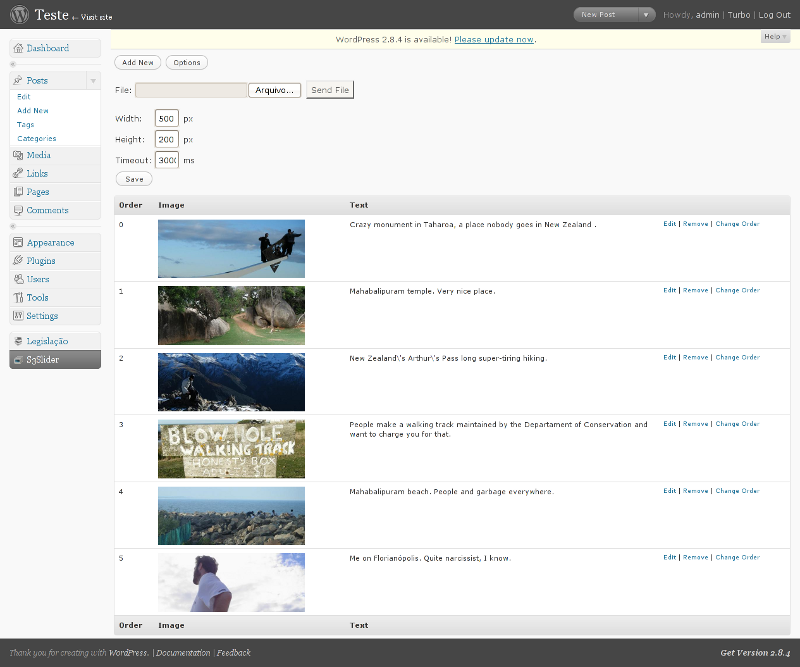 Teste ← Visit site
New Post
Howdy, admin | Turbo | Log Out
WordPress 2.8.4 is available! Please update now.
Help
Dashboard
Posts
Edit
Add New
Tags
Categories
Media
Links
Pages
Comments
Appearance
Plugins
Users
Tools
Settings
Legislação
S3Slider
Add New
Options
File:
Arquivo...
Send File
Width: 500 px
Height: 200 px
Timeout: 3000 ms
Save
Order Image Text
0 Crazy monument in Taharoa, a place nobody goes in New Zealand . Edit | Remove | Change Order
1 Mahabalipuram temple. Very nice place. Edit | Remove | Change Order
2 New Zealand\'s Arthur\'s Pass long super-tiring hiking. Edit | Remove | Change Order
3 People make a walking track maintained by the Departament of Conservation and Edit | Remove | Change Order
want to charge you for that.
BLOW HOLE
WALKING TRACK
HONESTY BOX
4 Mahabalipuram beach. People and garbage everywhere. Edit | Remove | Change Order
5 Me on Florianópolis. Quite narcissist, I know. Edit | Remove | Change Order
Order Image Text
Thank you for creating with WordPress. | Documentation | Feedback
Get Version 2.8.4